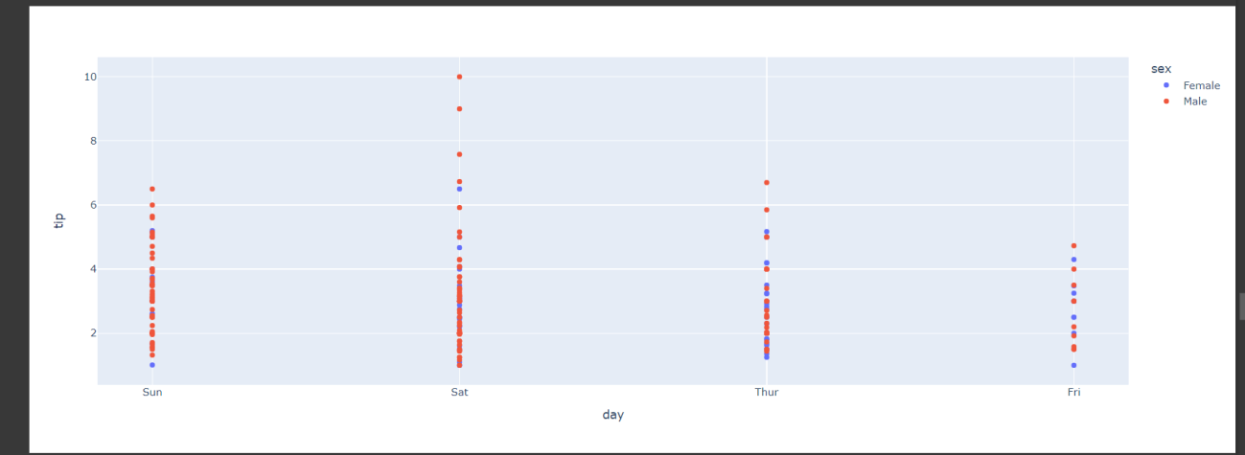 sex
Female
Male
10
8
6
4
2
tip
Sun Sat Thur Fri
day